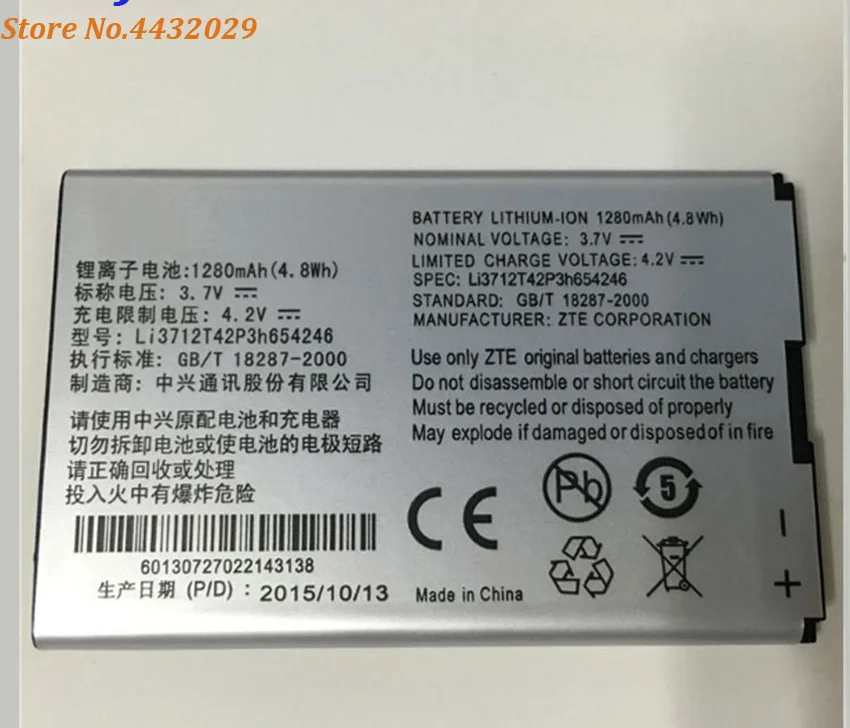 Store No.4432029
锂离子电池:1280mAh(4.8Wh)
标称电压: 3.7V
充电限制电压: 4.2V
型号: Li3712T42P3h654246
执行标准: GB/T 18287-2000
制造商: 中兴通讯股份有限公司
请使用中兴原配电池和充电器
切勿拆卸电池或使电池的电极短路
请正确回收或处理
投入火中有爆炸危险
60130727022143138
生产日期 (P/D) : 2015/10/13
BATTERY LITHIUM-ION 1280mAh(4.8Wh)
NOMINAL VOLTAGE: 3.7V
LIMITED CHARGE VOLTAGE: 4.2V
SPEC: Li3712T42P3h654246
STANDARD: GB/T 18287-2000
MANUFACTURER: ZTE CORPORATION
Use only ZTE original batteries and chargers
Do not disassemble or short circuit the battery
Must be recycled or disposed of properly
May explode if damaged or disposed of in fire
CE
Pb
5
Made in China
-
+